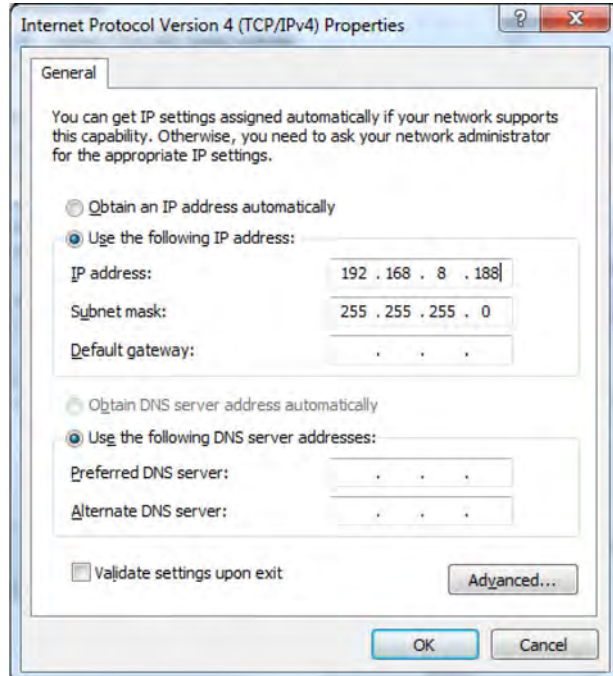 Internet Protocol Version 4 (TCP/IPv4) Properties
? X
General
You can get IP settings assigned automatically if your network supports
this capability. Otherwise, you need to ask your network administrator
for the appropriate IP settings.
Obtain an IP address automatically
Use the following IP address:
IP address: 192 . 168 . 8 . 188
Subnet mask: 255 . 255 . 255 . 0
Default gateway: . . .
Obtain DNS server address automatically
Use the following DNS server addresses:
Preferred DNS server: . . .
Alternate DNS server: . . .
Validate settings upon exit
Advanced...
OK Cancel